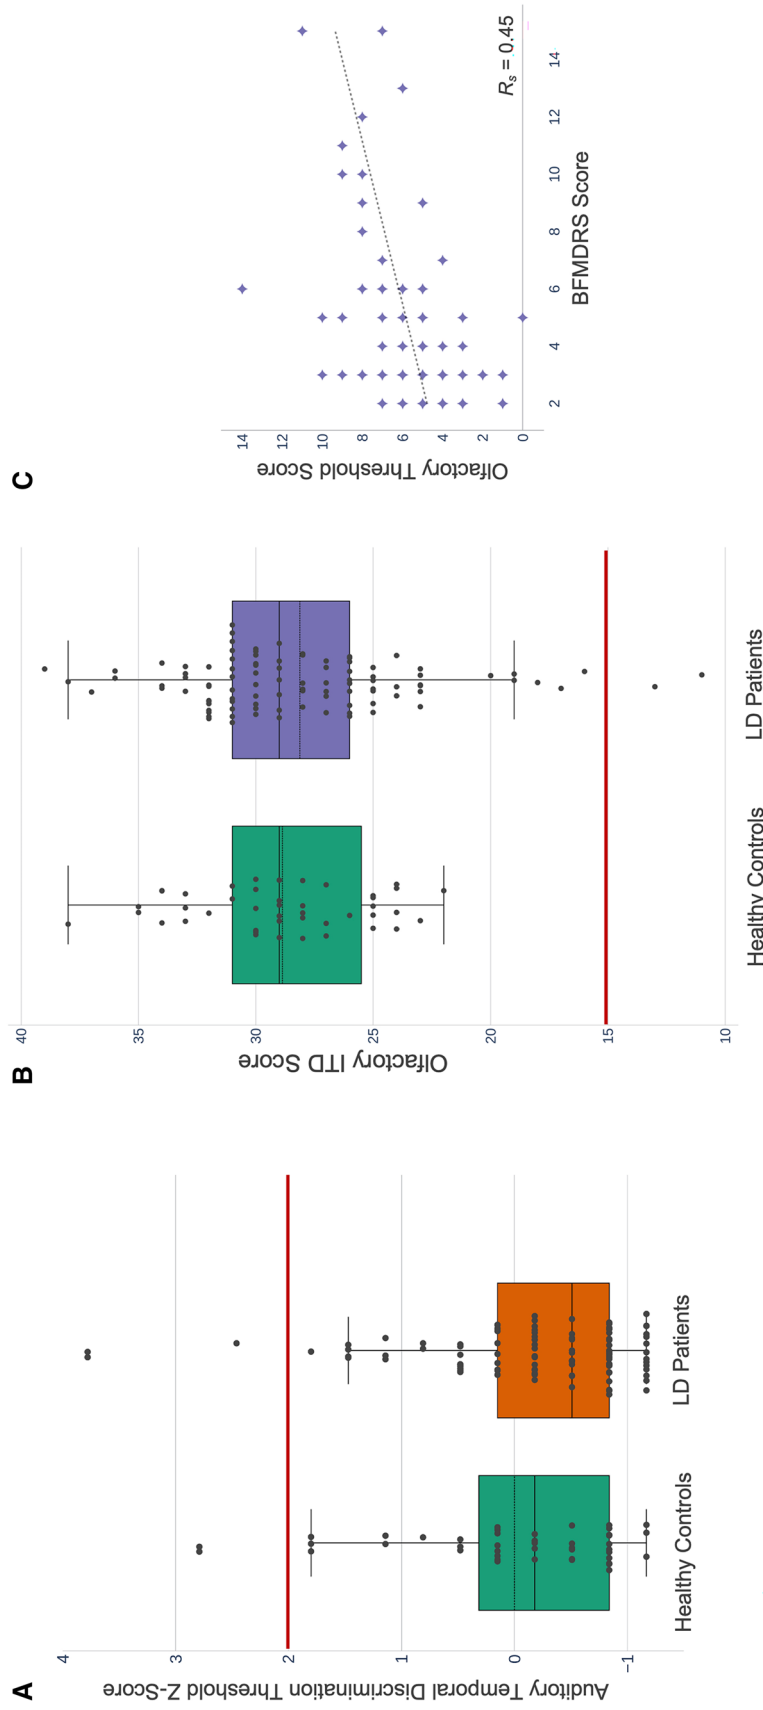 A
Auditory Temporal Discrimination Threshold Z-Score
4
3
2
1
0
−1
Healthy Controls
LD Patients
B
Olfactory ITD Score
40
35
30
25
20
15
10
Healthy Controls
LD Patients
C
Olfactory Threshold Score
14
12
10
8
6
4
2
0
2
4
6
8
10
12
14
BFMDRS Score
Rs = 0.45